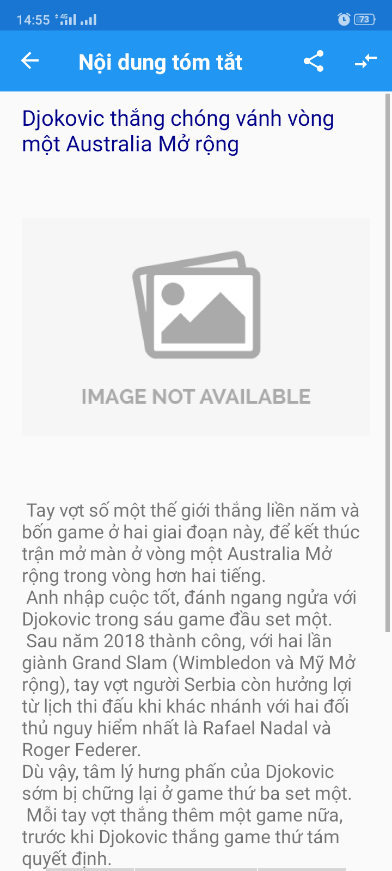 14:55
73
Nội dung tóm tắt
Djokovic thắng chóng vánh vòng
một Australia Mở rộng
IMAGE NOT AVAILABLE
Tay vợt số một thế giới thắng liền năm và
bốn game ở hai giai đoạn này, để kết thúc
trận mở màn ở vòng một Australia Mở
rộng trong vòng hơn hai tiếng.
Anh nhập cuộc tốt, đánh ngang ngửa với
Djokovic trong sáu game đầu set một.
Sau năm 2018 thành công, với hai lần
giành Grand Slam (Wimbledon và Mỹ Mở
rộng), tay vợt người Serbia còn hưởng lợi
từ lịch thi đấu khi khác nhánh với hai đối
thủ nguy hiểm nhất là Rafael Nadal và
Roger Federer.
Dù vậy, tâm lý hưng phấn của Djokovic
sớm bị chững lại ở game thứ ba set một.
Mỗi tay vợt thắng thêm một game nữa,
trước khi Djokovic thắng game thứ tám
quyết định.